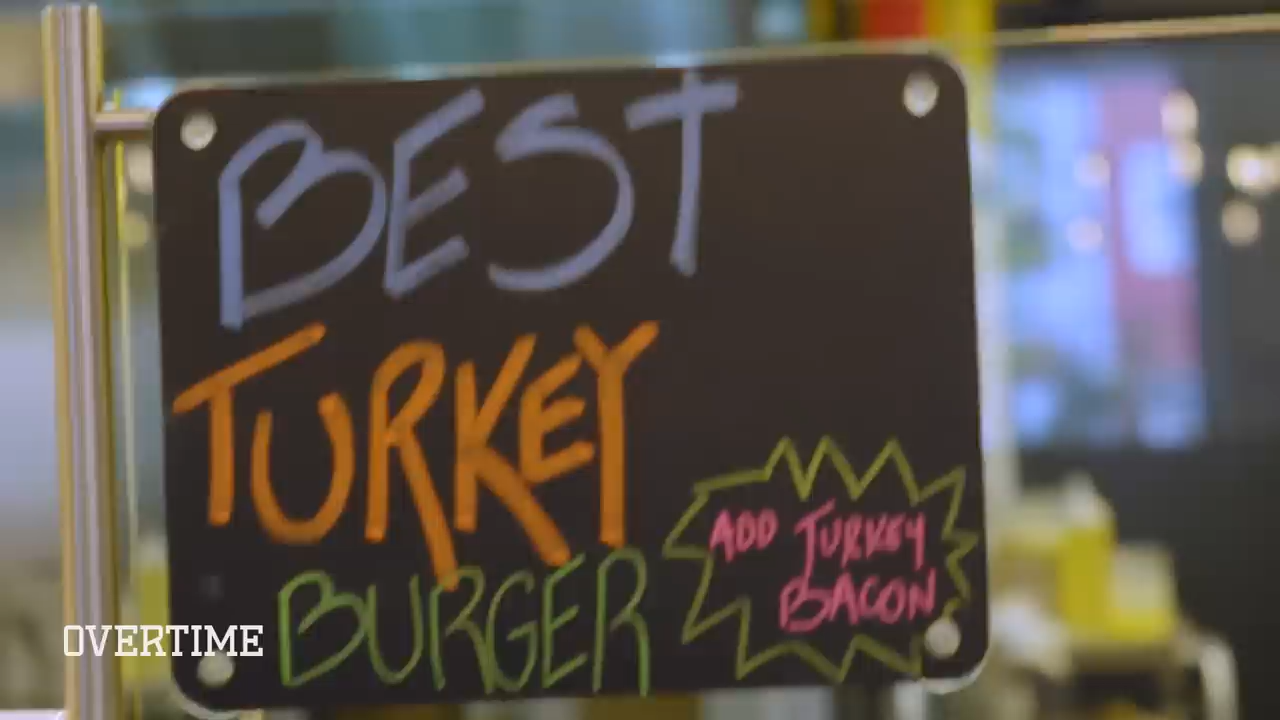 BEST
TURKEY
BURGER
ADD TURKEY
BACON
OVERTIME